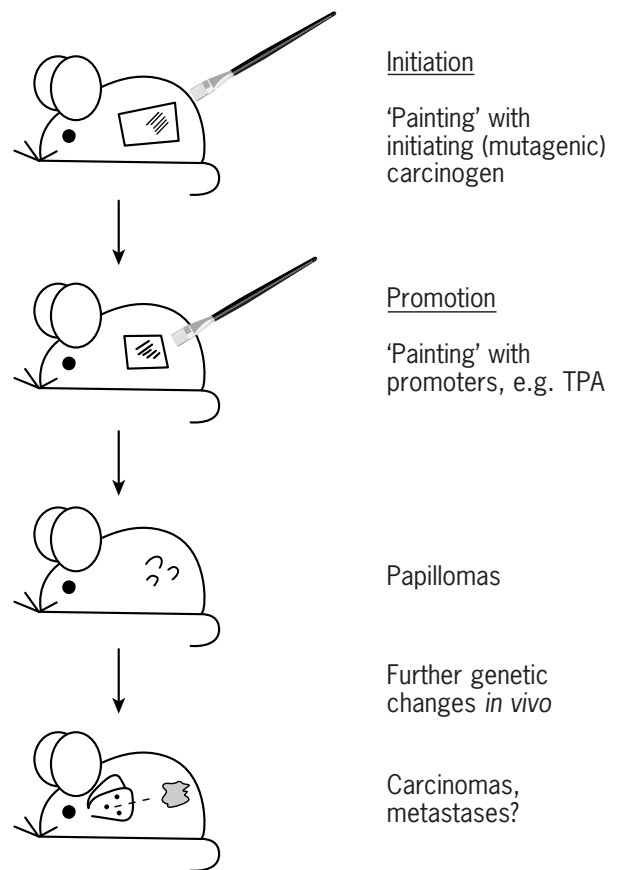 Initiation
‘Painting’ with
initiating (mutagenic)
carcinogen
Promotion
‘Painting’ with
promoters, e.g. TPA
Papillomas
Further genetic
changes in vivo
Carcinomas,
metastases?